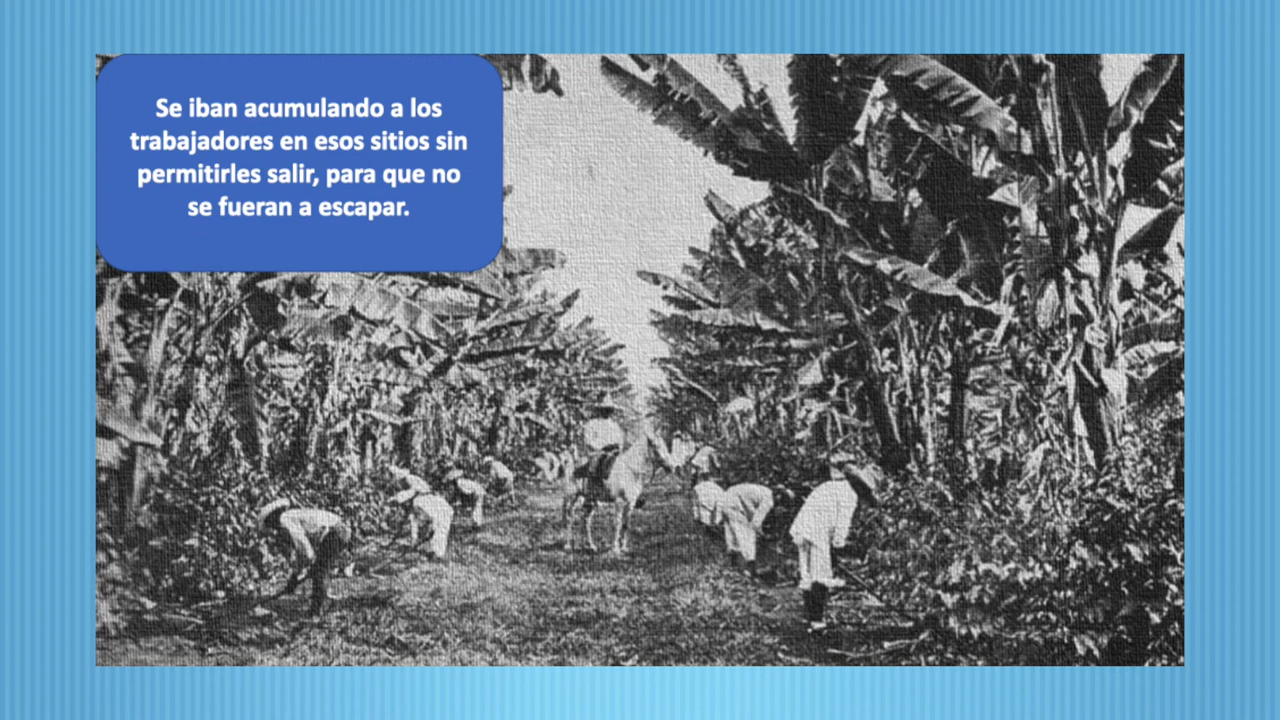 Se iban acumulando a los
trabajadores en esos sitios sin
permitirles salir, para que no
se fueran a escapar.